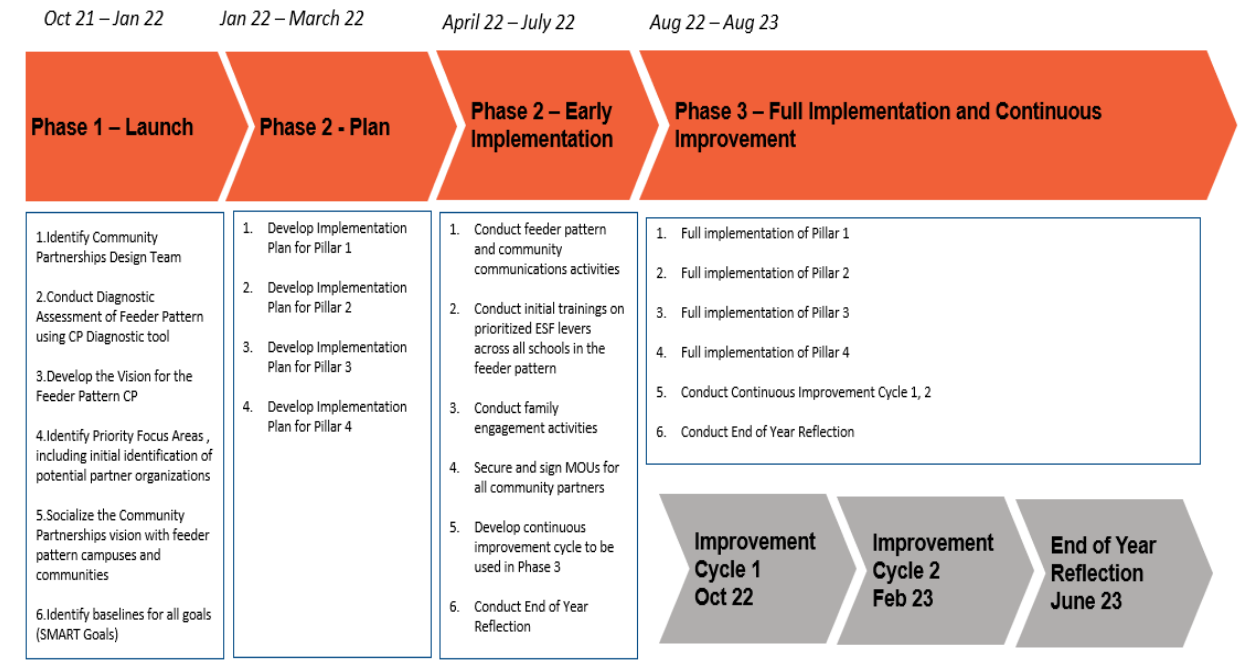 Oct 21 – Jan 22
Jan 22 – March 22
April 22 – July 22
Aug 22 – Aug 23
Phase 1 – Launch
Phase 2 - Plan
Phase 2 – Early
Implementation
Phase 3 – Full Implementation and Continuous
Improvement
1.Identify Community
Partnerships Design Team
2.Conduct Diagnostic
Assessment of Feeder Pattern
using CP Diagnostic tool
3.Develop the Vision for the
Feeder Pattern CP
4.Identify Priority Focus Areas ,
including initial identification of
potential partner organizations
5.Socialize the Community
Partnerships vision with feeder
pattern campuses and
communities
6.Identify baselines for all goals
(SMART Goals)
1. Develop Implementation
Plan for Pillar 1
2. Develop Implementation
Plan for Pillar 2
3. Develop Implementation
Plan for Pillar 3
4. Develop Implementation
Plan for Pillar 4
1. Conduct feeder pattern
and community
communications activities
2. Conduct initial trainings on
prioritized ESF levers
across all schools in the
feeder pattern
3. Conduct family
engagement activities
4. Secure and sign MOUs for
all community partners
5. Develop continuous
improvement cycle to be
used in Phase 3
6. Conduct End of Year
Reflection
1. Full implementation of Pillar 1
2. Full implementation of Pillar 2
3. Full implementation of Pillar 3
4. Full implementation of Pillar 4
5. Conduct Continuous Improvement Cycle 1, 2
6. Conduct End of Year Reflection
Improvement
Cycle 1
Oct 22
Improvement
Cycle 2
Feb 23
End of Year
Reflection
June 23